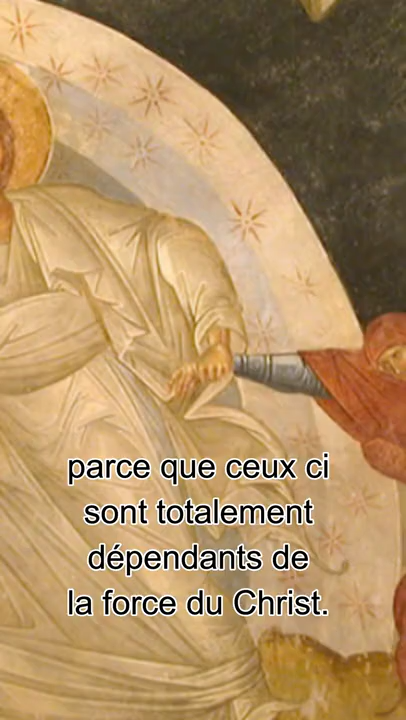 parce que ceux ci
sont totalement
dépendants de
la force du Christ.